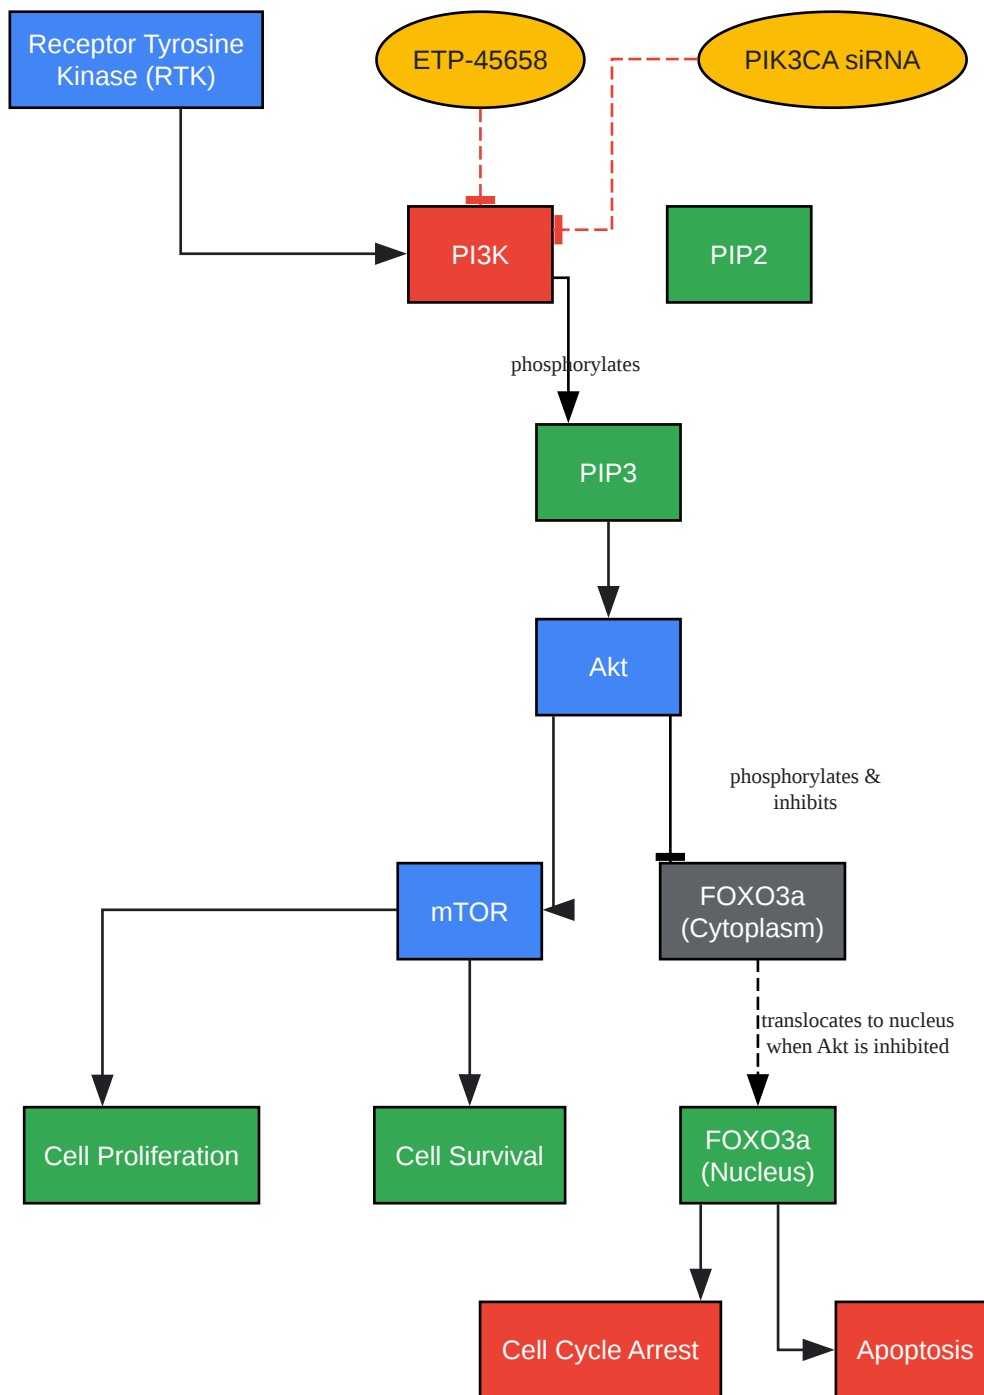 Receptor Tyrosine
Kinase (RTK)
ETP-45658
PIK3CA siRNA
PI3K
PIP2
phosphorylates
PIP3
Akt
phosphorylates &
inhibits
mTOR
FOXO3a
(Cytoplasm)
translocates to nucleus
when Akt is inhibited
Cell Proliferation
Cell Survival
FOXO3a
(Nucleus)
Cell Cycle Arrest
Apoptosis